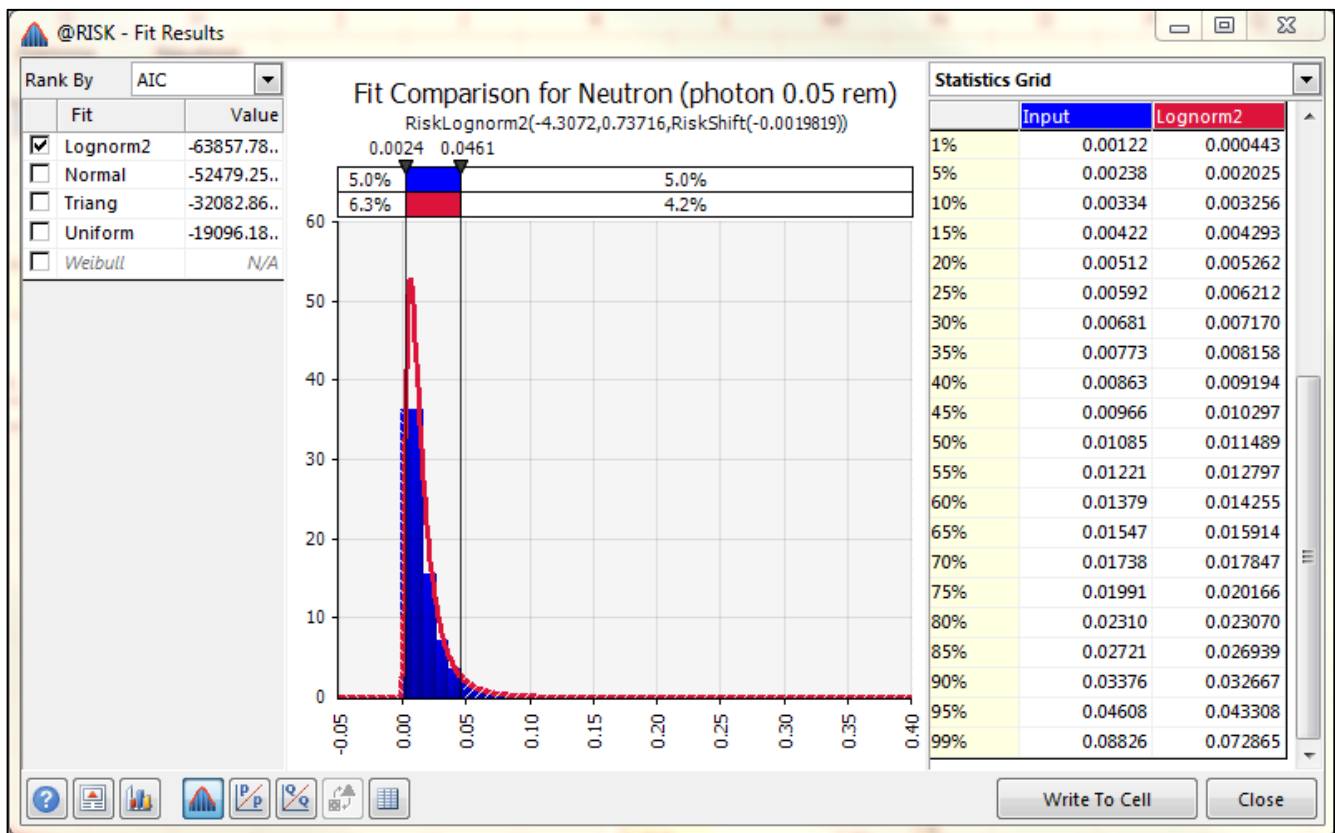 @RISK - Fit Results
Rank By AIC
Fit Value
Lognorm2 -63857.78..
Normal -52479.25..
Triang -32082.86..
Uniform -19096.18..
Weibull N/A
Fit Comparison for Neutron (photon 0.05 rem)
RiskLognorm2(-4.3072,0.73716,RiskShift(-0.0019819))
0.0024 0.0461
5.0% 5.0%
6.3% 4.2%
60
50
40
30
20
10
0
-0.05 0.00 0.05 0.10 0.15 0.20 0.25 0.30 0.35 0.40
Statistics Grid
Input Lognorm2
1% 0.00122 0.000443
5% 0.00238 0.002025
10% 0.00334 0.003256
15% 0.00422 0.004293
20% 0.00512 0.005262
25% 0.00592 0.006212
30% 0.00681 0.007170
35% 0.00773 0.008158
40% 0.00863 0.009194
45% 0.00966 0.010297
50% 0.01085 0.011489
55% 0.01221 0.012797
60% 0.01379 0.014255
65% 0.01547 0.015914
70% 0.01738 0.017847
75% 0.01991 0.020166
80% 0.02310 0.023070
85% 0.02721 0.026939
90% 0.03376 0.032667
95% 0.04608 0.043308
99% 0.08826 0.072865
? P/P Q/Q
Write To Cell Close